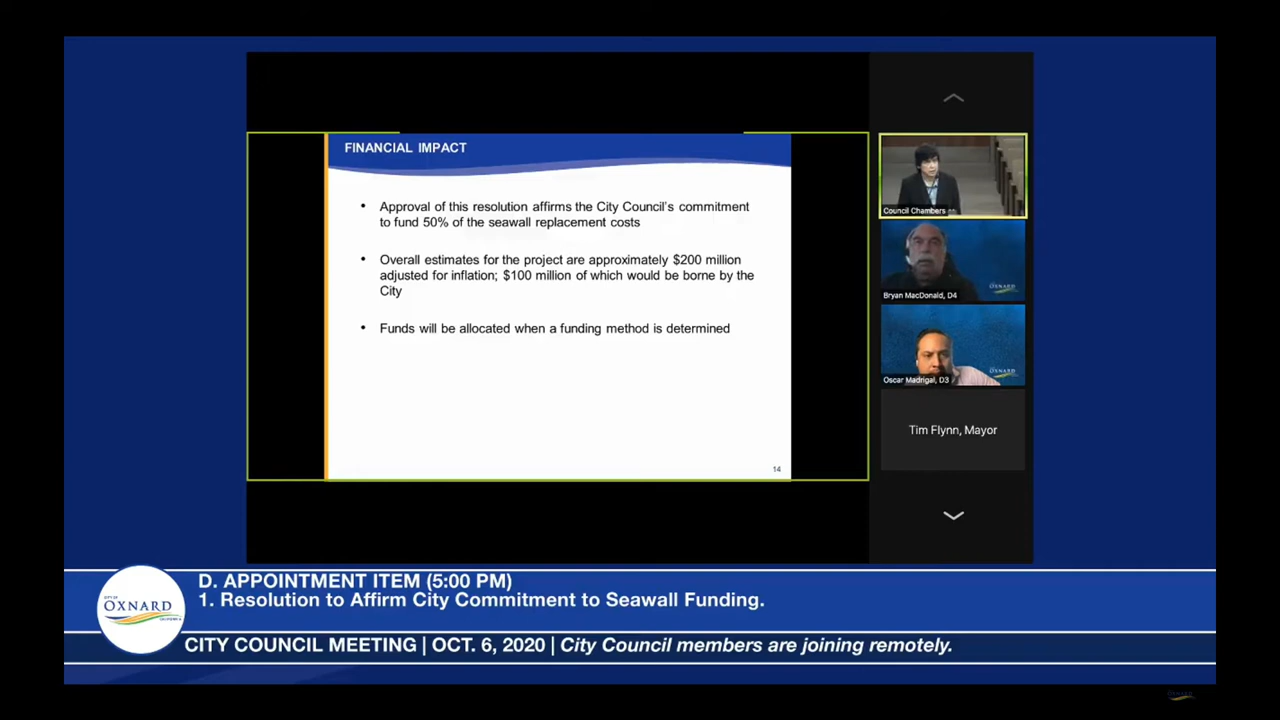 FINANCIAL IMPACT
• Approval of this resolution affirms the City Council's commitment
to fund 50% of the seawall replacement costs
• Overall estimates for the project are approximately $200 million
adjusted for inflation; $100 million of which would be borne by the
City
• Funds will be allocated when a funding method is determined
14
Council Chambers
Bryan MacDonald, D4
OXNARD
Oscar Madrigal, D3
OXNARD
Tim Flynn, Mayor
D. APPOINTMENT ITEM (5:00 PM)
1. Resolution to Affirm City Commitment to Seawall Funding.
CITY OF
OXNARD
CALIFORNIA
CITY COUNCIL MEETING | OCT. 6, 2020 | City Council members are joining remotely.